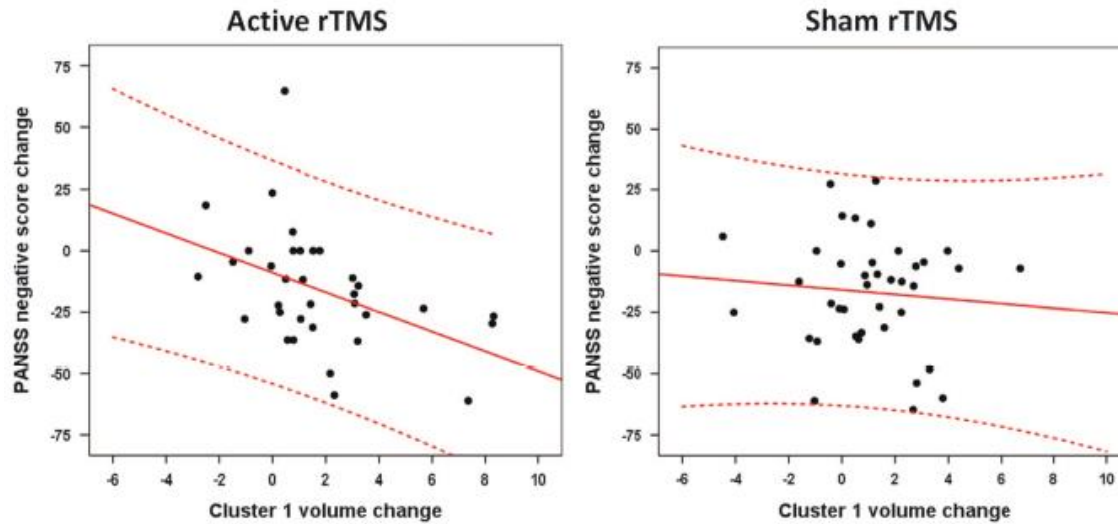 Active rTMS
PANSS negative score change
75
50
25
0
-25
-50
-75
-6 -4 -2 0 2 4 6 8 10
Cluster 1 volume change
Sham rTMS
PANSS negative score change
75
50
25
0
-25
-50
-75
-6 -4 -2 0 2 4 6 8 10
Cluster 1 volume change